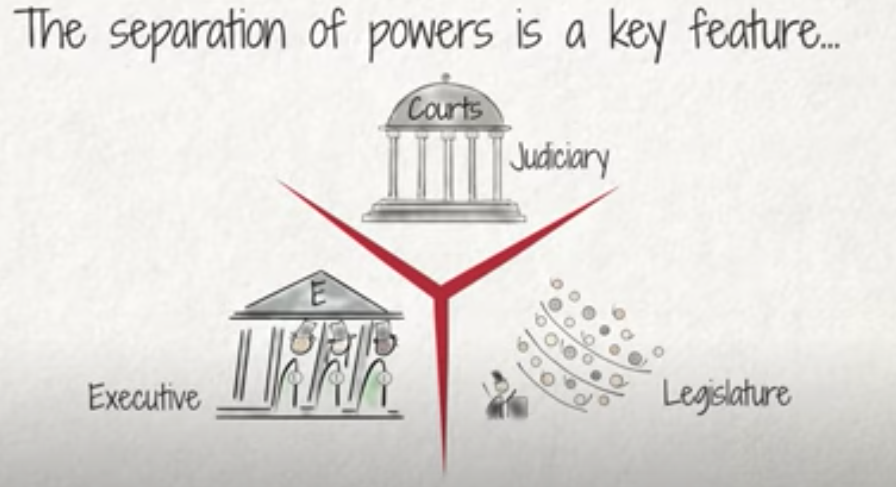 The separation of powers is a key feature...
Courts
Judiciary
E
Executive
Legislature